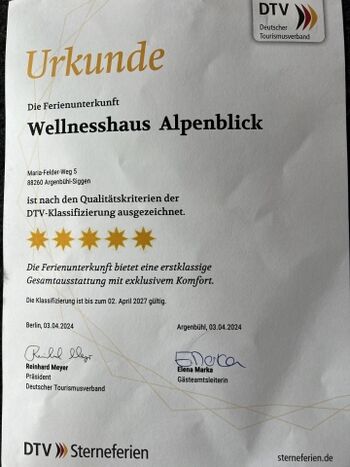 DTV
Deutscher
Tourismusverband
Urkunde
Die Ferienunterkunft
Wellnesshaus Alpenblick
Maria-Felder-Weg 5
88260 Argenbühl-Siggen
ist nach den Qualitätskriterien der
DTV-Klassifizierung ausgezeichnet.
Die Ferienunterkunft bietet eine erstklassige
Gesamtausstattung mit exklusivem Komfort.
Die Klassifizierung ist bis zum 02. April 2027 gültig.
Berlin, 03.04.2024
Argenbühl, 03.04.2024
Reinhard Meyer
Präsident
Deutscher Tourismusverband
E Marka
Elena Marka
Gästeamtsleiterin
DTV Sterneferien
sterneferien.de